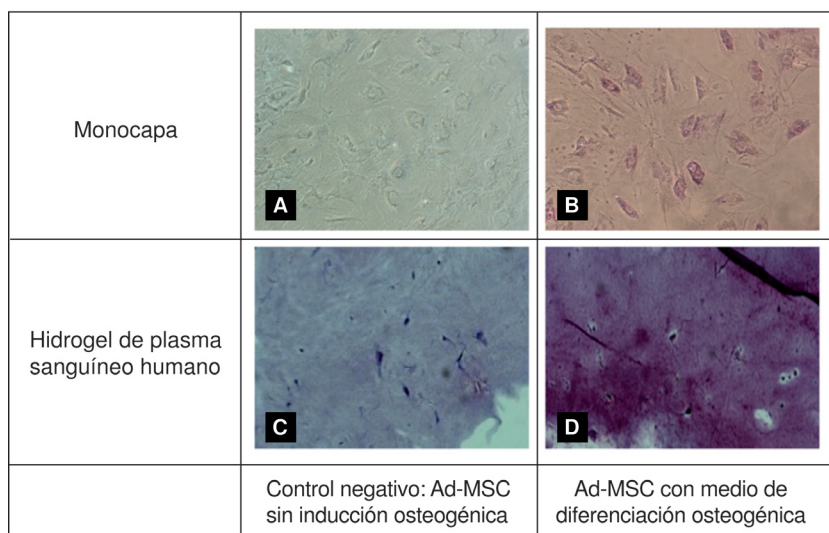 Monocapa
A
B
Hidrogel de plasma
sanguíneo humano
C
D
Control negativo: Ad-MSC
sin inducción osteogénica
Ad-MSC con medio de
diferenciación osteogénica